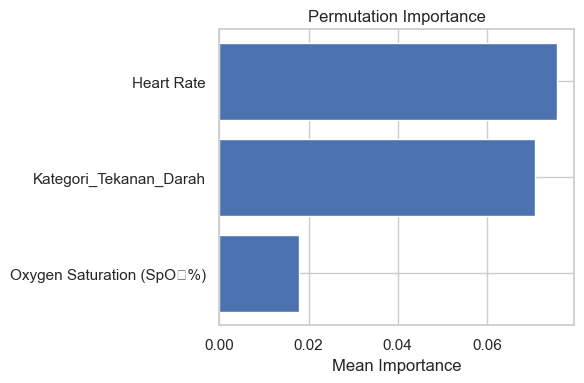 Permutation Importance
Heart Rate
Kategori_Tekanan_Darah
Oxygen Saturation (SpO▯%)
0.00 0.02 0.04 0.06
Mean Importance